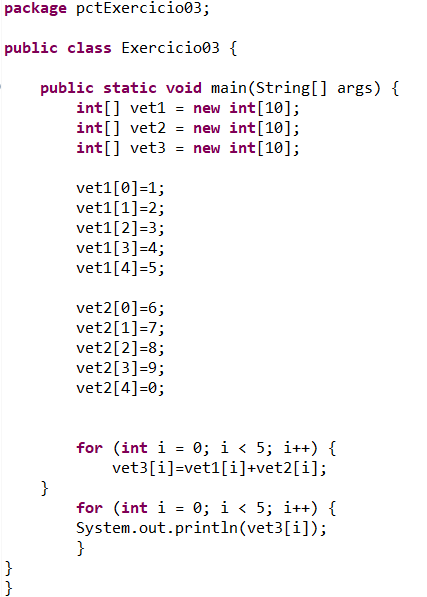 package pctExercicio03;
public class Exercicio03 {
public static void main(String[] args) {
int[] vet1 = new int[10];
int[] vet2 = new int[10];
int[] vet3 = new int[10];
vet1[0]=1;
vet1[1]=2;
vet1[2]=3;
vet1[3]=4;
vet1[4]=5;
vet2[0]=6;
vet2[1]=7;
vet2[2]=8;
vet2[3]=9;
vet2[4]=0;
for (int i = 0; i < 5; i++) {
vet3[i]=vet1[i]+vet2[i];
}
for (int i = 0; i < 5; i++) {
System.out.println(vet3[i]);
}
}
}